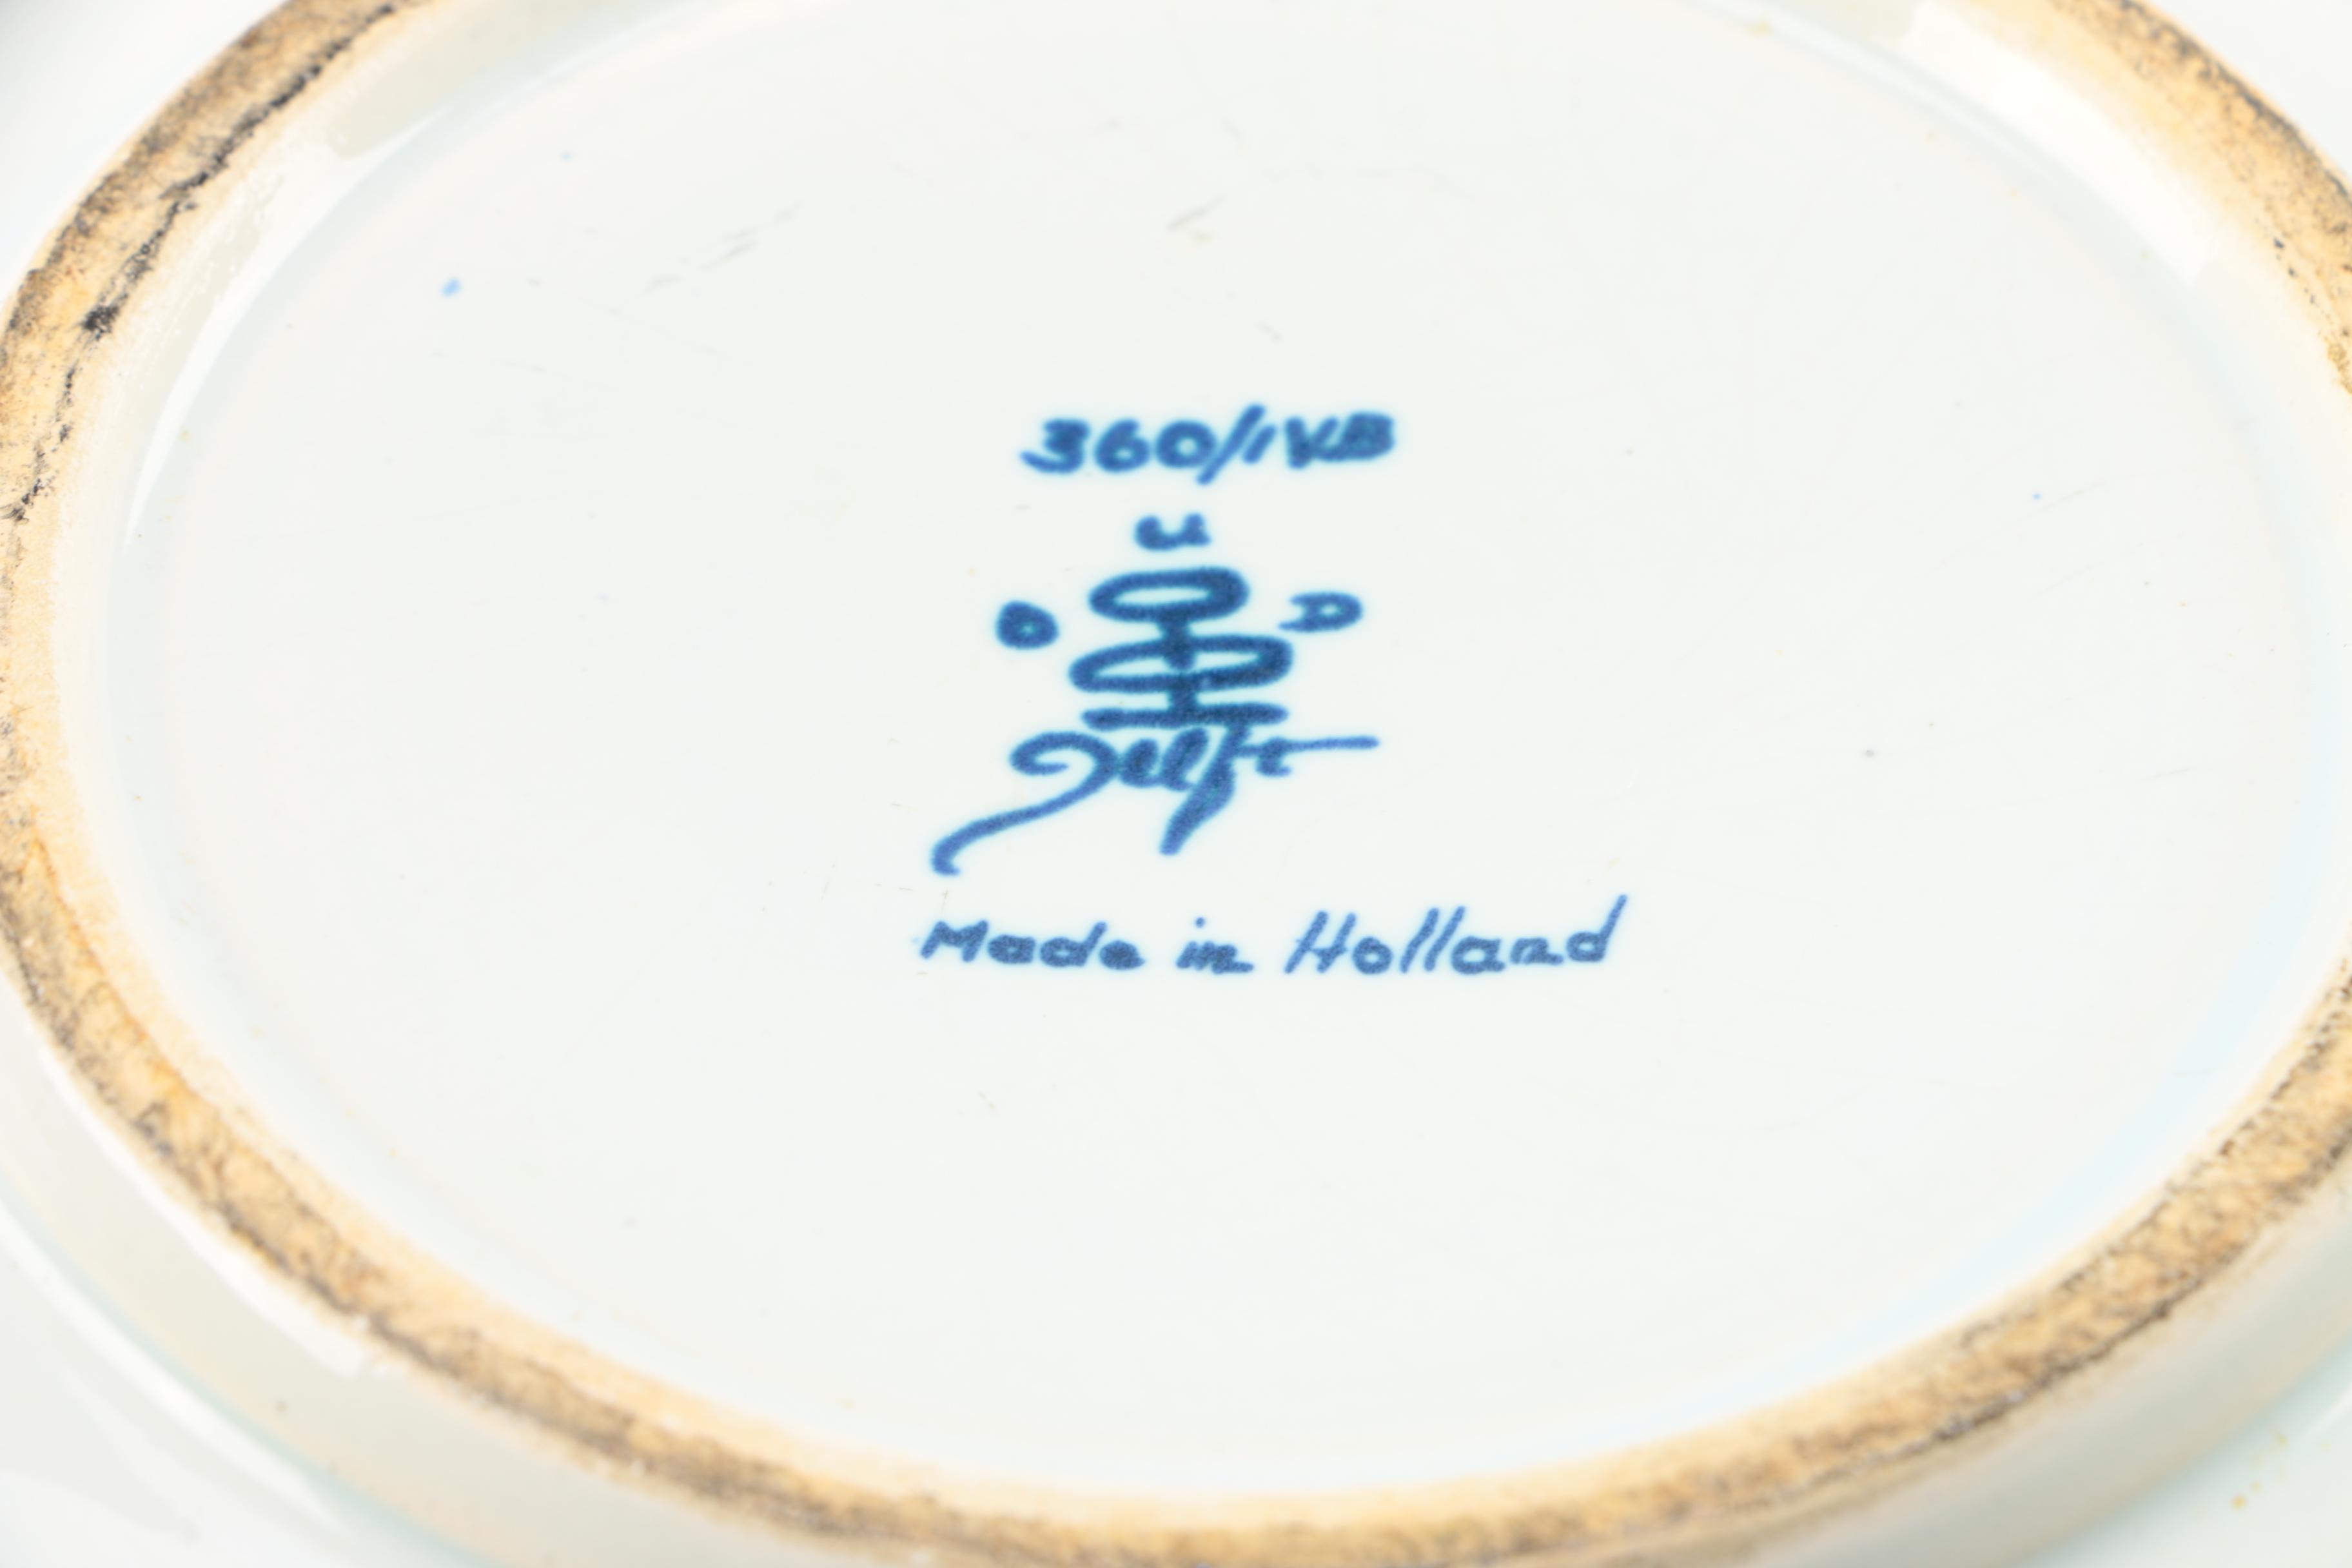 360/IVB
u
D D
Delft
Made in Holland